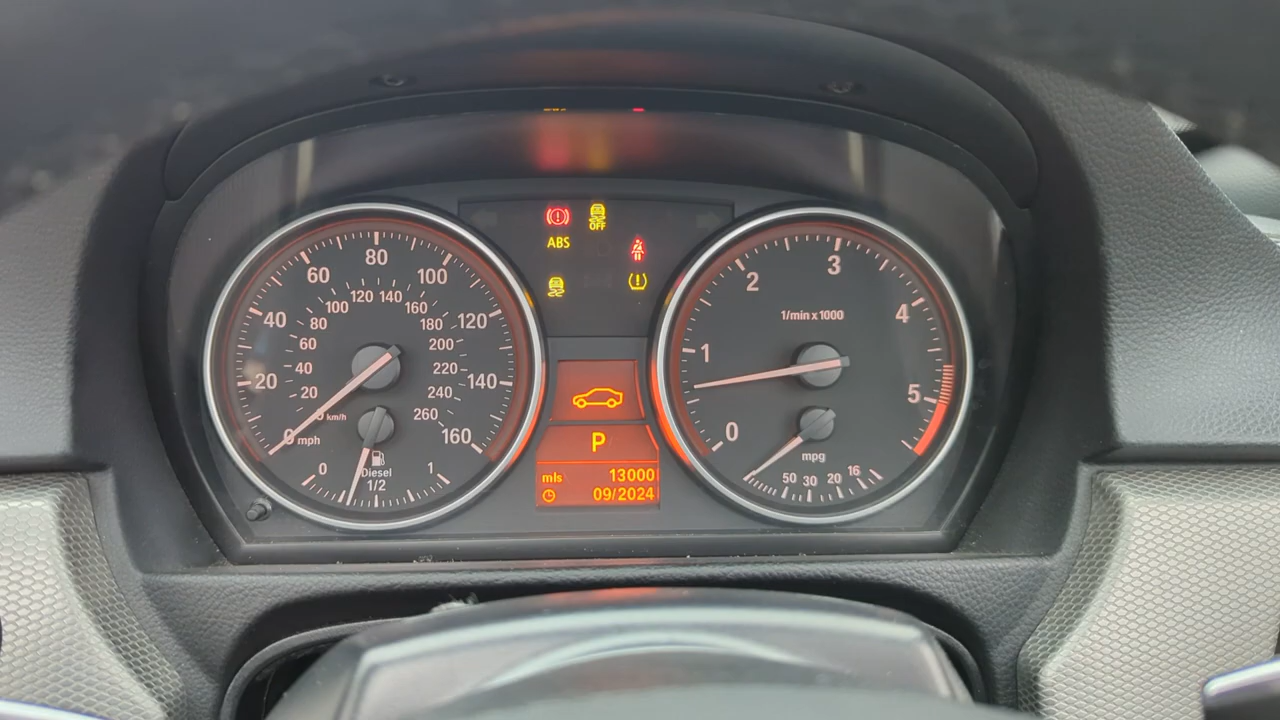 OFF
ABS
60 80 100
40 120
20 140
0 mph 160
100 120 140 160
80 180
60 200
40 220
20 240
km/h 260
0 1
Diesel
1/2
P
mls 13000
09/2024
2 3
1 4
0 5
1/min x 1000
mpg
50 30 20 16